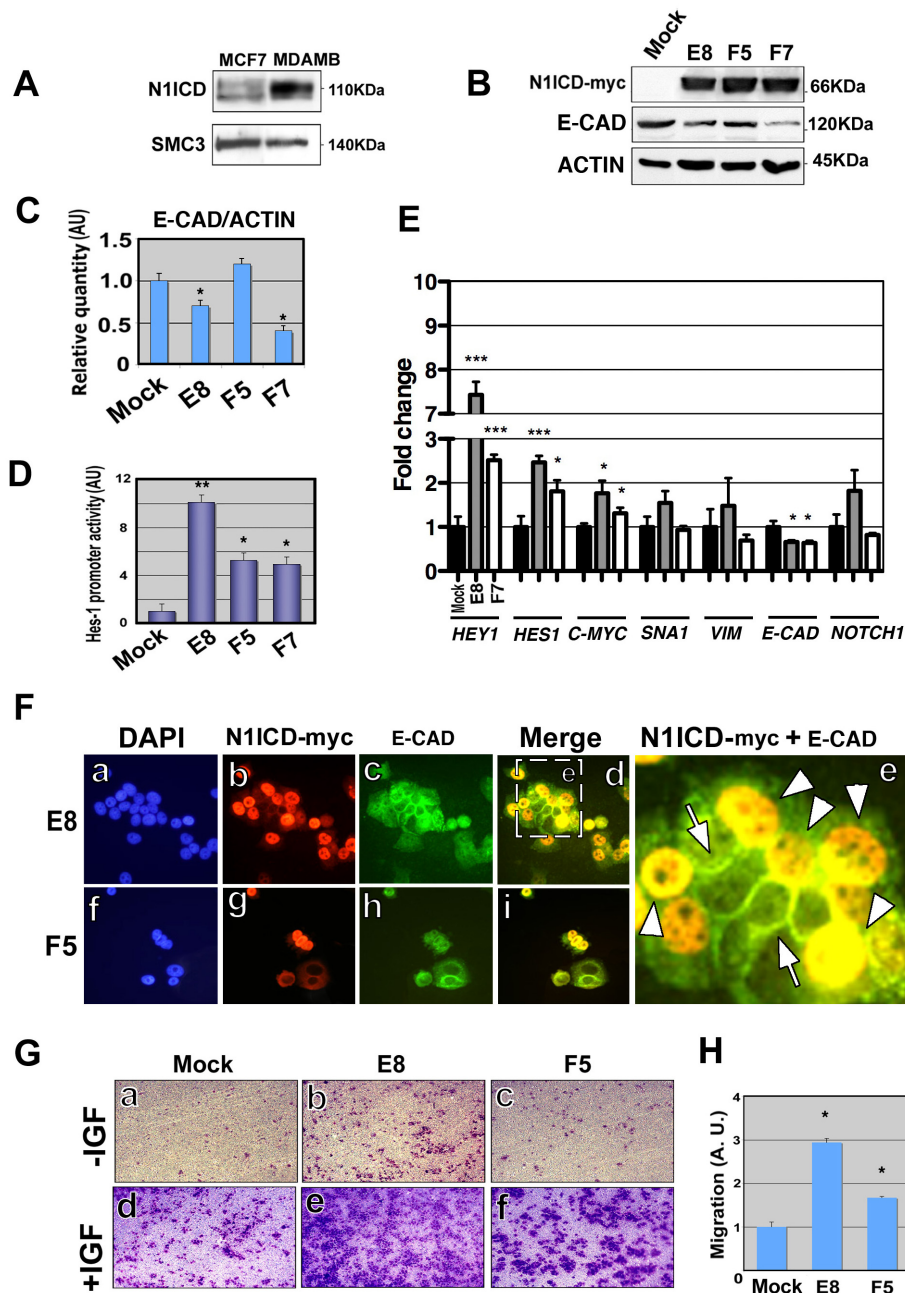 A
MCF7 MDAMB
N1ICD
110KDa
SMC3
140KDa
B
Mock E8 F5 F7
N1ICD-myc
66KDa
E-CAD
120KDa
ACTIN
45KDa
C
E-CAD/ACTIN
Relative quantity (AU)
1.5
1.0
0.5
0
* *
Mock E8 F5 F7
D
Hes-1 promoter activity (AU)
12
8
4
0
** * *
Mock E8 F5 F7
E
Fold change
10
9
8
7
3
2
1
0
*** *** *** * * * * *
Mock E8 F7
HEY1 HES1 C-MYC SNA1 VIM E-CAD NOTCH1
F
DAPI N1ICD-myc E-CAD Merge N1ICD-myc + E-CAD
E8
a b c e d e
F5
f g h i
G
Mock E8 F5
-IGF
a b c
+IGF
d e f
H
Migration (A. U.)
4
3
2
1
0
* *
Mock E8 F5